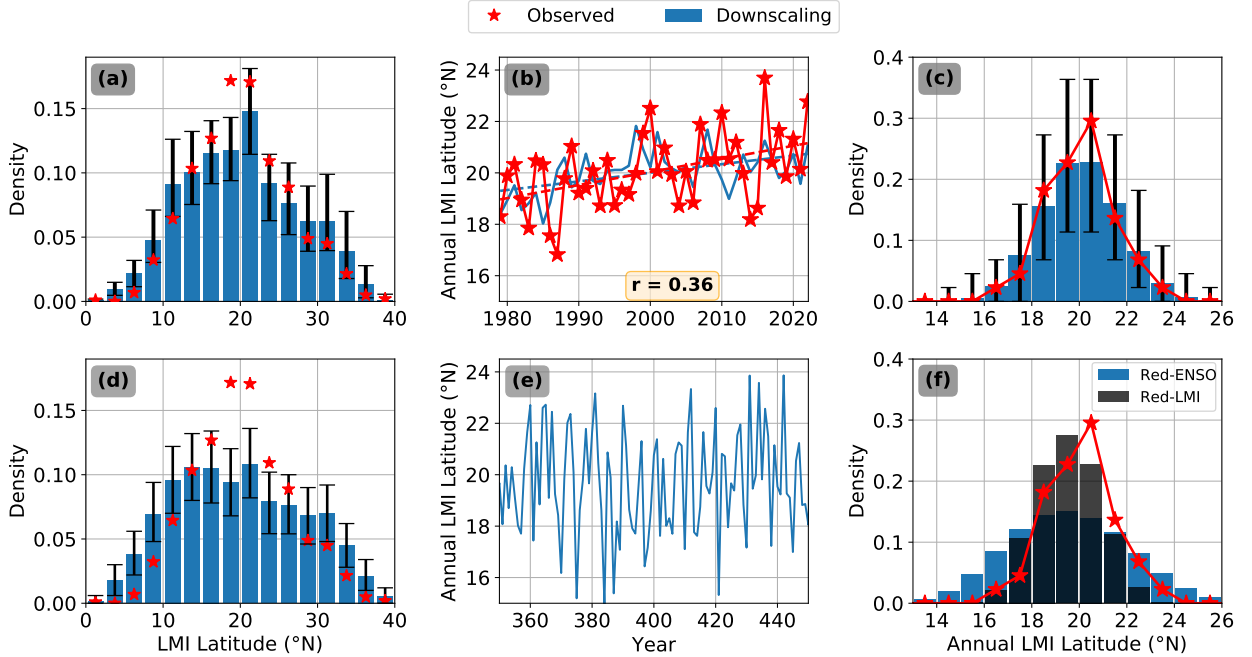 Observed Downscaling
(a)
0.15
0.10
0.05
0.00
Density
0 10 20 30 40
(b)
24
22
20
18
16
Annual LMI Latitude (°N)
r = 0.36
1980 1990 2000 2010 2020
(c)
0.4
0.3
0.2
0.1
0.0
Density
14 16 18 20 22 24 26
(d)
0.15
0.10
0.05
0.00
Density
0 10 20 30 40
LMI Latitude (°N)
(e)
24
22
20
18
16
Annual LMI Latitude (°N)
360 380 400 420 440
Year
(f)
Red-ENSO
Red-LMI
0.4
0.3
0.2
0.1
0.0
Density
14 16 18 20 22 24 26
Annual LMI Latitude (°N)